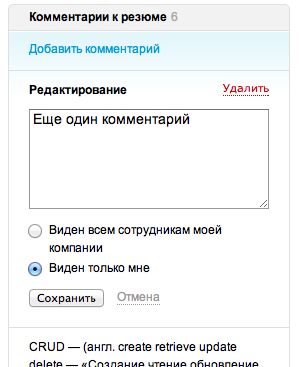 Комментарии к резюме 6
Добавить комментарий
Редактирование Удалить
Еще один комментарий
Виден всем сотрудникам моей
компании
Виден только мне
Сохранить Отмена
CRUD — (англ. create retrieve update
delete — «Создание чтение обновление